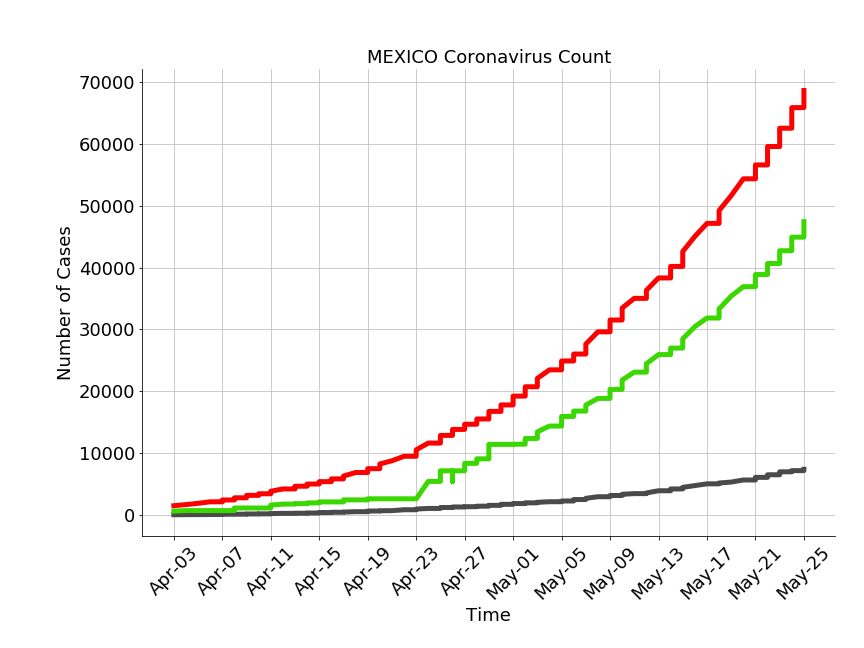 MEXICO Coronavirus Count
70000
60000
50000
40000
30000
20000
10000
0
Number of Cases
Apr-03
Apr-07
Apr-11
Apr-15
Apr-19
Apr-23
Apr-27
May-01
May-05
May-09
May-13
May-17
May-21
May-25
Time